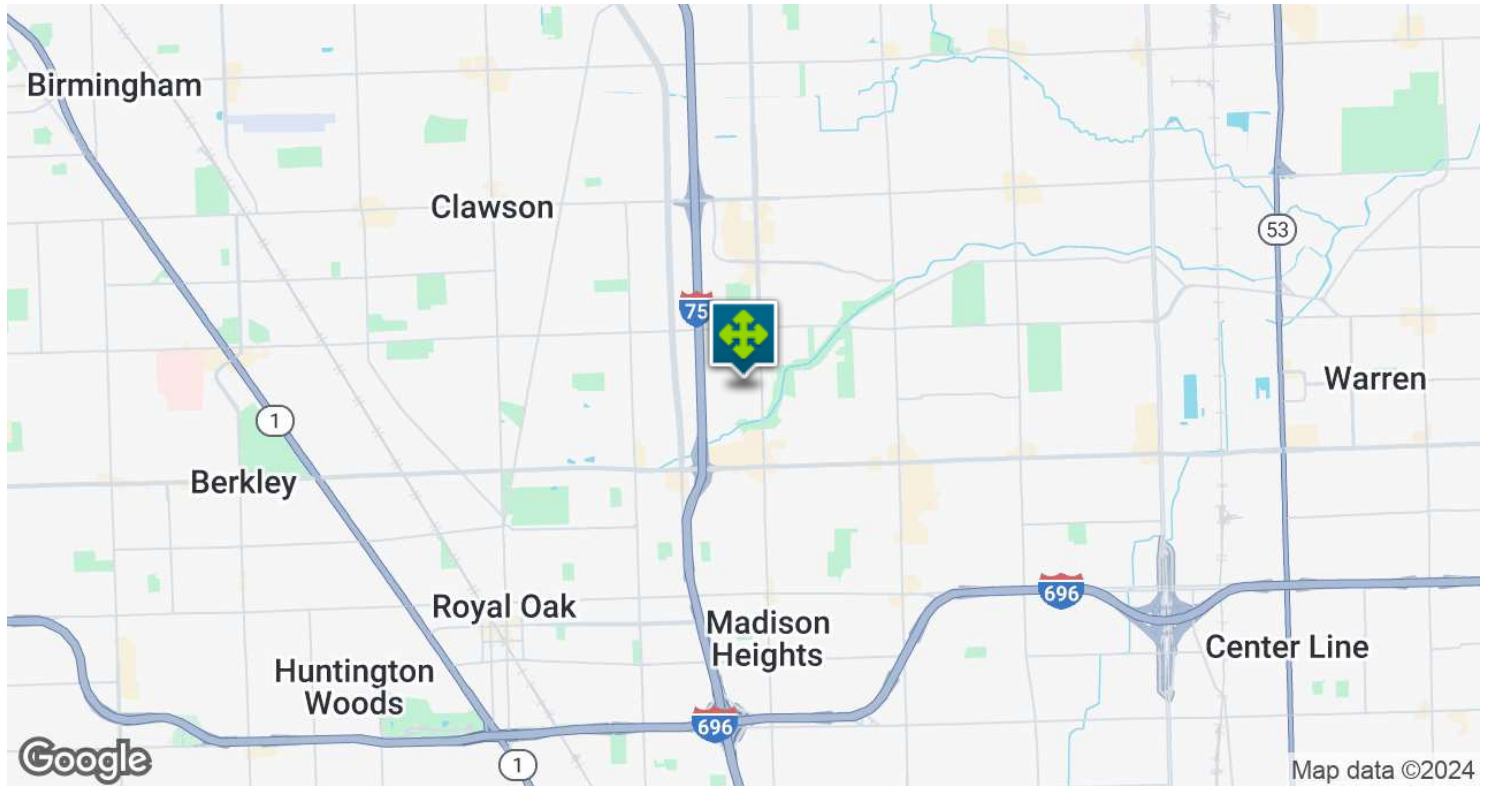 Birmingham
Clawson
53
75
Warren
1
Berkley
696
Royal Oak
Madison
Heights
Center Line
Huntington
Woods
696
1
Google
Map data ©2024